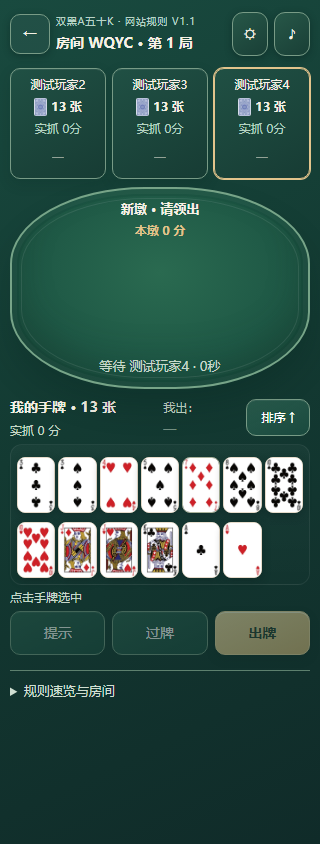 ←
双黑A五十K · 网站规则 V1.1
房间 WQYC • 第 1 局
测试玩家2
13 张
实抓 0分
—
测试玩家3
13 张
实抓 0分
—
测试玩家4
13 张
实抓 0分
—
新墩 • 请领出
本墩 0 分
等待 测试玩家4 · 0秒
我的手牌 • 13 张
实抓 0 分
我出：
—
排序↑
点击手牌选中
提示
过牌
出牌
▶ 规则速览与房间